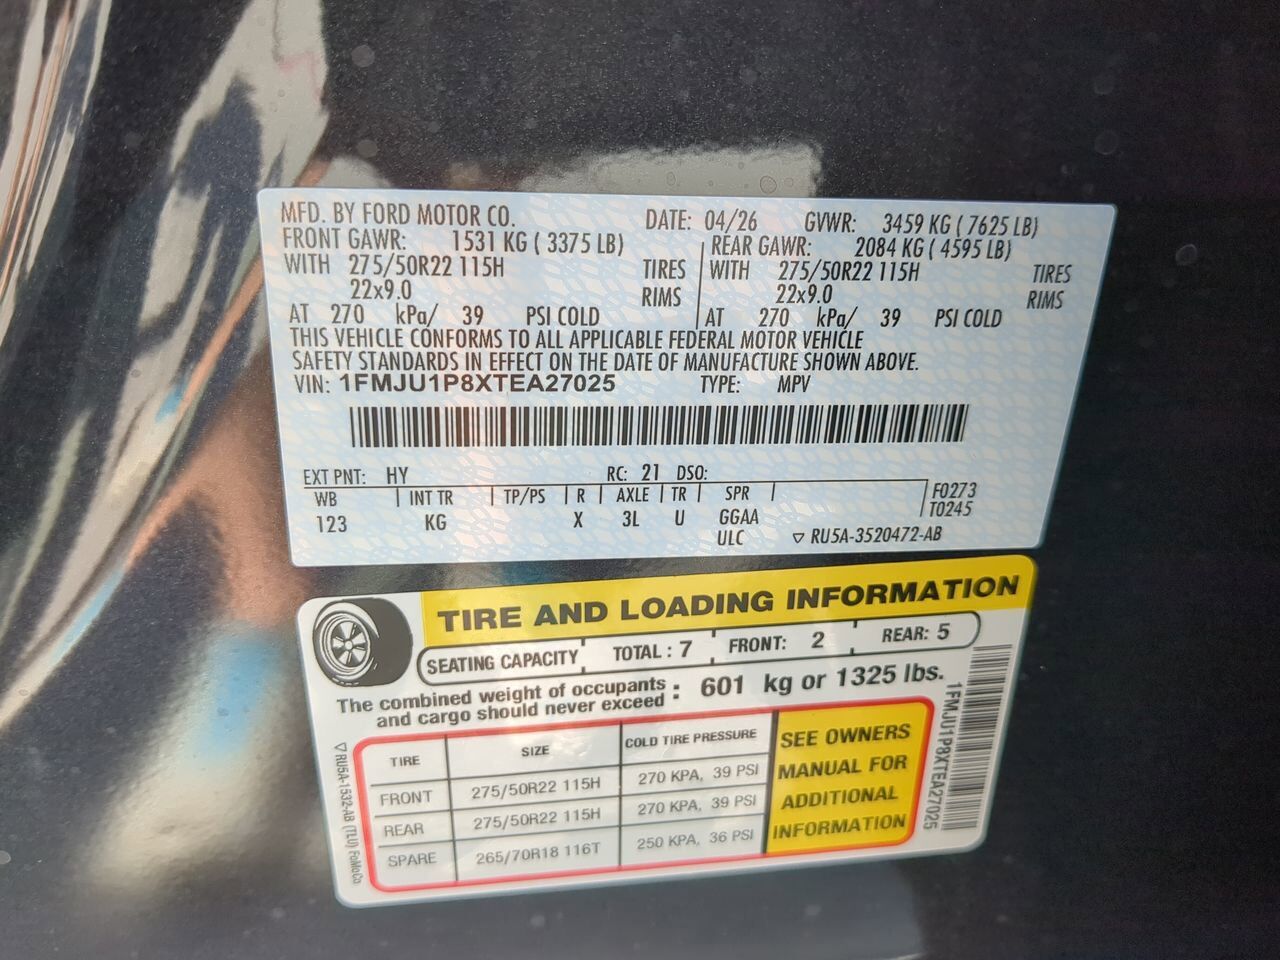 MFD. BY FORD MOTOR CO. DATE: 04/26 GVWR: 3459 KG ( 7625 LB)
FRONT GAWR: 1531 KG ( 3375 LB) REAR GAWR: 2084 KG ( 4595 LB)
WITH 275/50R22 115H TIRES WITH 275/50R22 115H TIRES
22x9.0 RIMS 22x9.0 RIMS
AT 270 kPa/ 39 PSI COLD AT 270 kPa/ 39 PSI COLD
THIS VEHICLE CONFORMS TO ALL APPLICABLE FEDERAL MOTOR VEHICLE
SAFETY STANDARDS IN EFFECT ON THE DATE OF MANUFACTURE SHOWN ABOVE.
VIN: 1FMJU1P8XTEA27025 TYPE: MPV
EXT PNT: HY RC: 21 DSO:
WB INT TR TP/PS R AXLE TR SPR F0273
123 KG X 3L U GGAA T0245
ULC ▽ RU5A-3520472-AB
TIRE AND LOADING INFORMATION
SEATING CAPACITY TOTAL : 7 FRONT: 2 REAR: 5
The combined weight of occupants
and cargo should never exceed : 601 kg or 1325 lbs.
TIRE SIZE COLD TIRE PRESSURE
FRONT 275/50R22 115H 270 KPA, 39 PSI
REAR 275/50R22 115H 270 KPA, 39 PSI
SPARE 265/70R18 116T 250 KPA, 36 PSI
SEE OWNERS
MANUAL FOR
ADDITIONAL
INFORMATION
1FMJU1P8XTEA27025
▽RU5A-1532-AB (TLU) FoMoCo